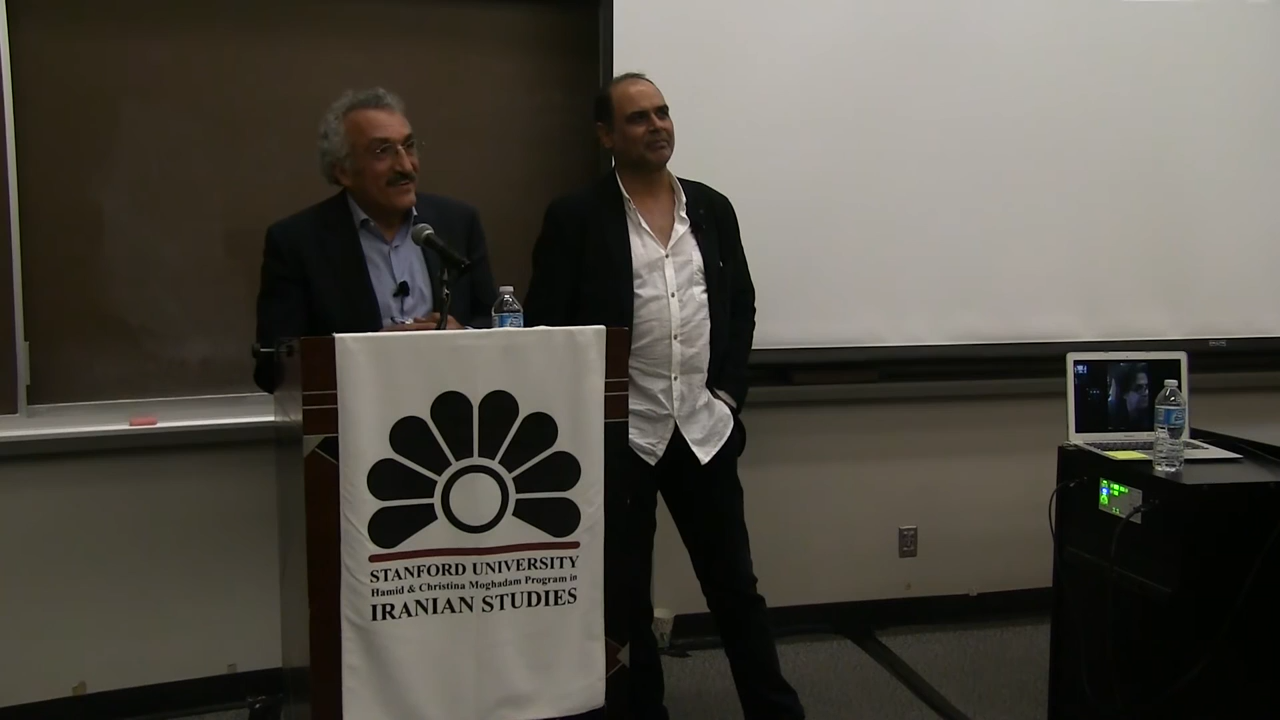 STANFORD UNIVERSITY
Hamid & Christina Moghadam Program in
IRANIAN STUDIES